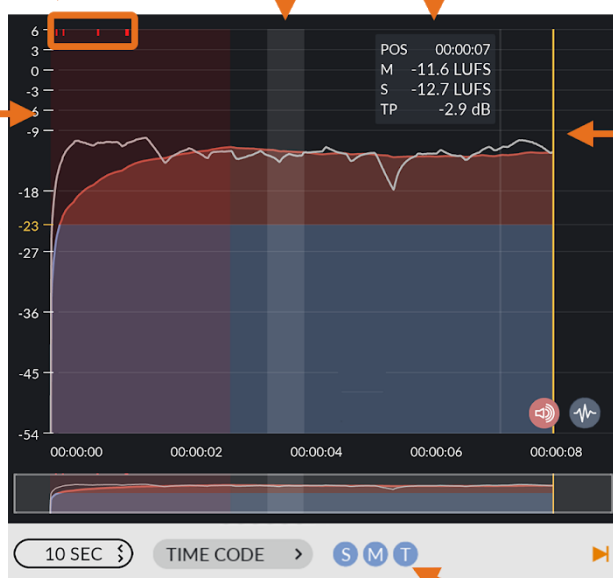 6
3
0
-3
-6
-9
-18
-23
-27
-36
-45
-54
POS 00:00:07
M -11.6 LUFS
S -12.7 LUFS
TP -2.9 dB
00:00:00 00:00:02 00:00:04 00:00:06 00:00:08
10 SEC TIME CODE S M T